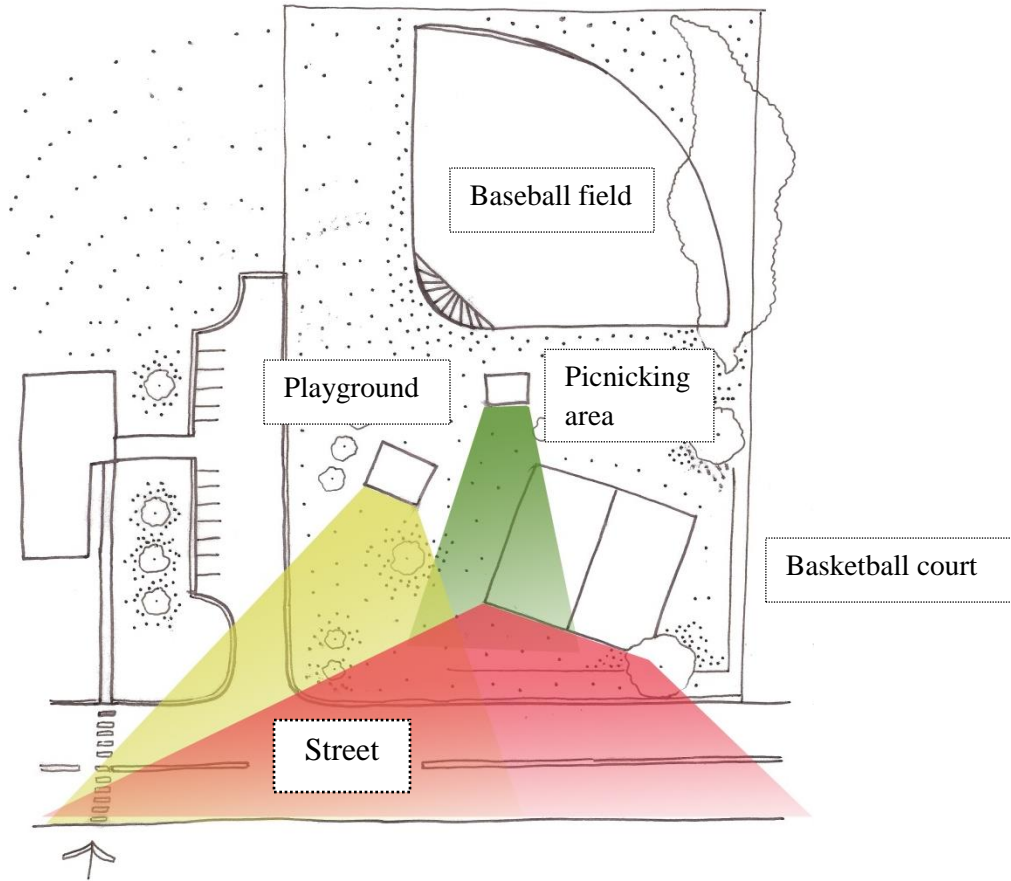 Baseball field
Playground
Picnicking
area
Basketball court
Street